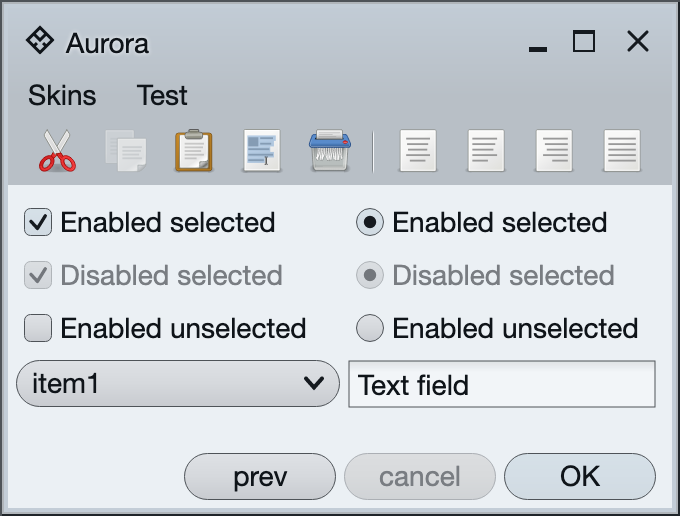 Aurora
Skins Test
Enabled selected Enabled selected
Disabled selected Disabled selected
Enabled unselected Enabled unselected
item1 Text field
prev cancel OK